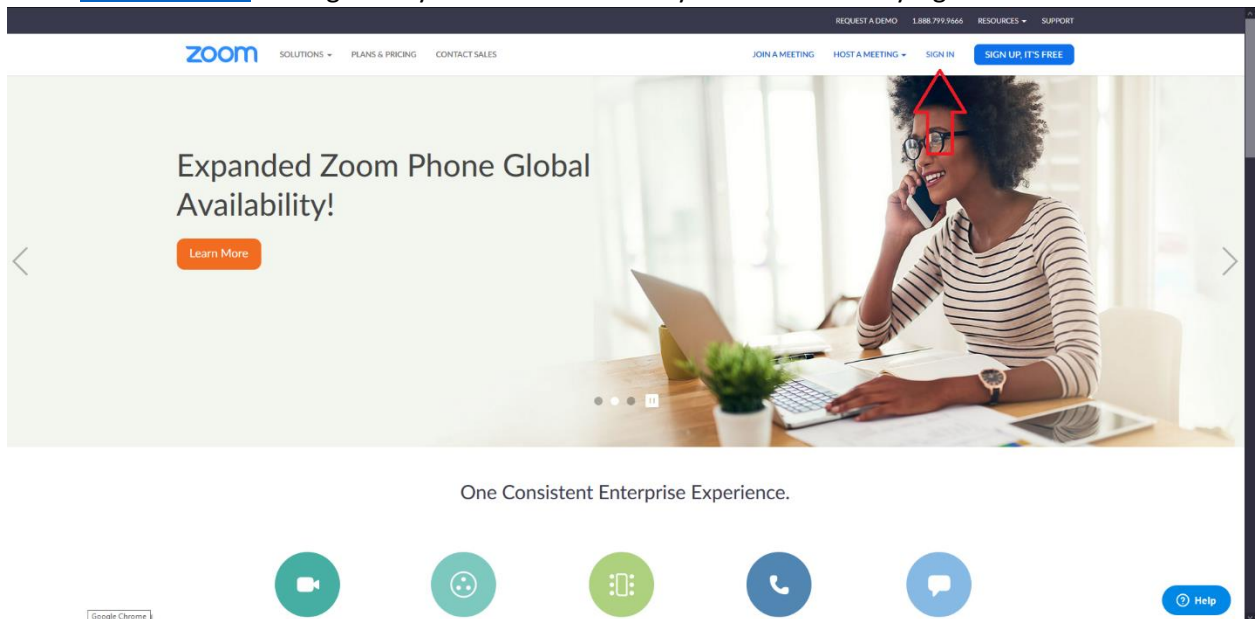 REQUEST A DEMO 1.888.799.9666 RESOURCES SUPPORT
zoom SOLUTIONS PLANS & PRICING CONTACT SALES JOIN A MEETING HOST A MEETING SIGN IN SIGN UP, IT'S FREE
Expanded Zoom Phone Global
Availability!
Learn More
One Consistent Enterprise Experience.
Help
Google Chrome